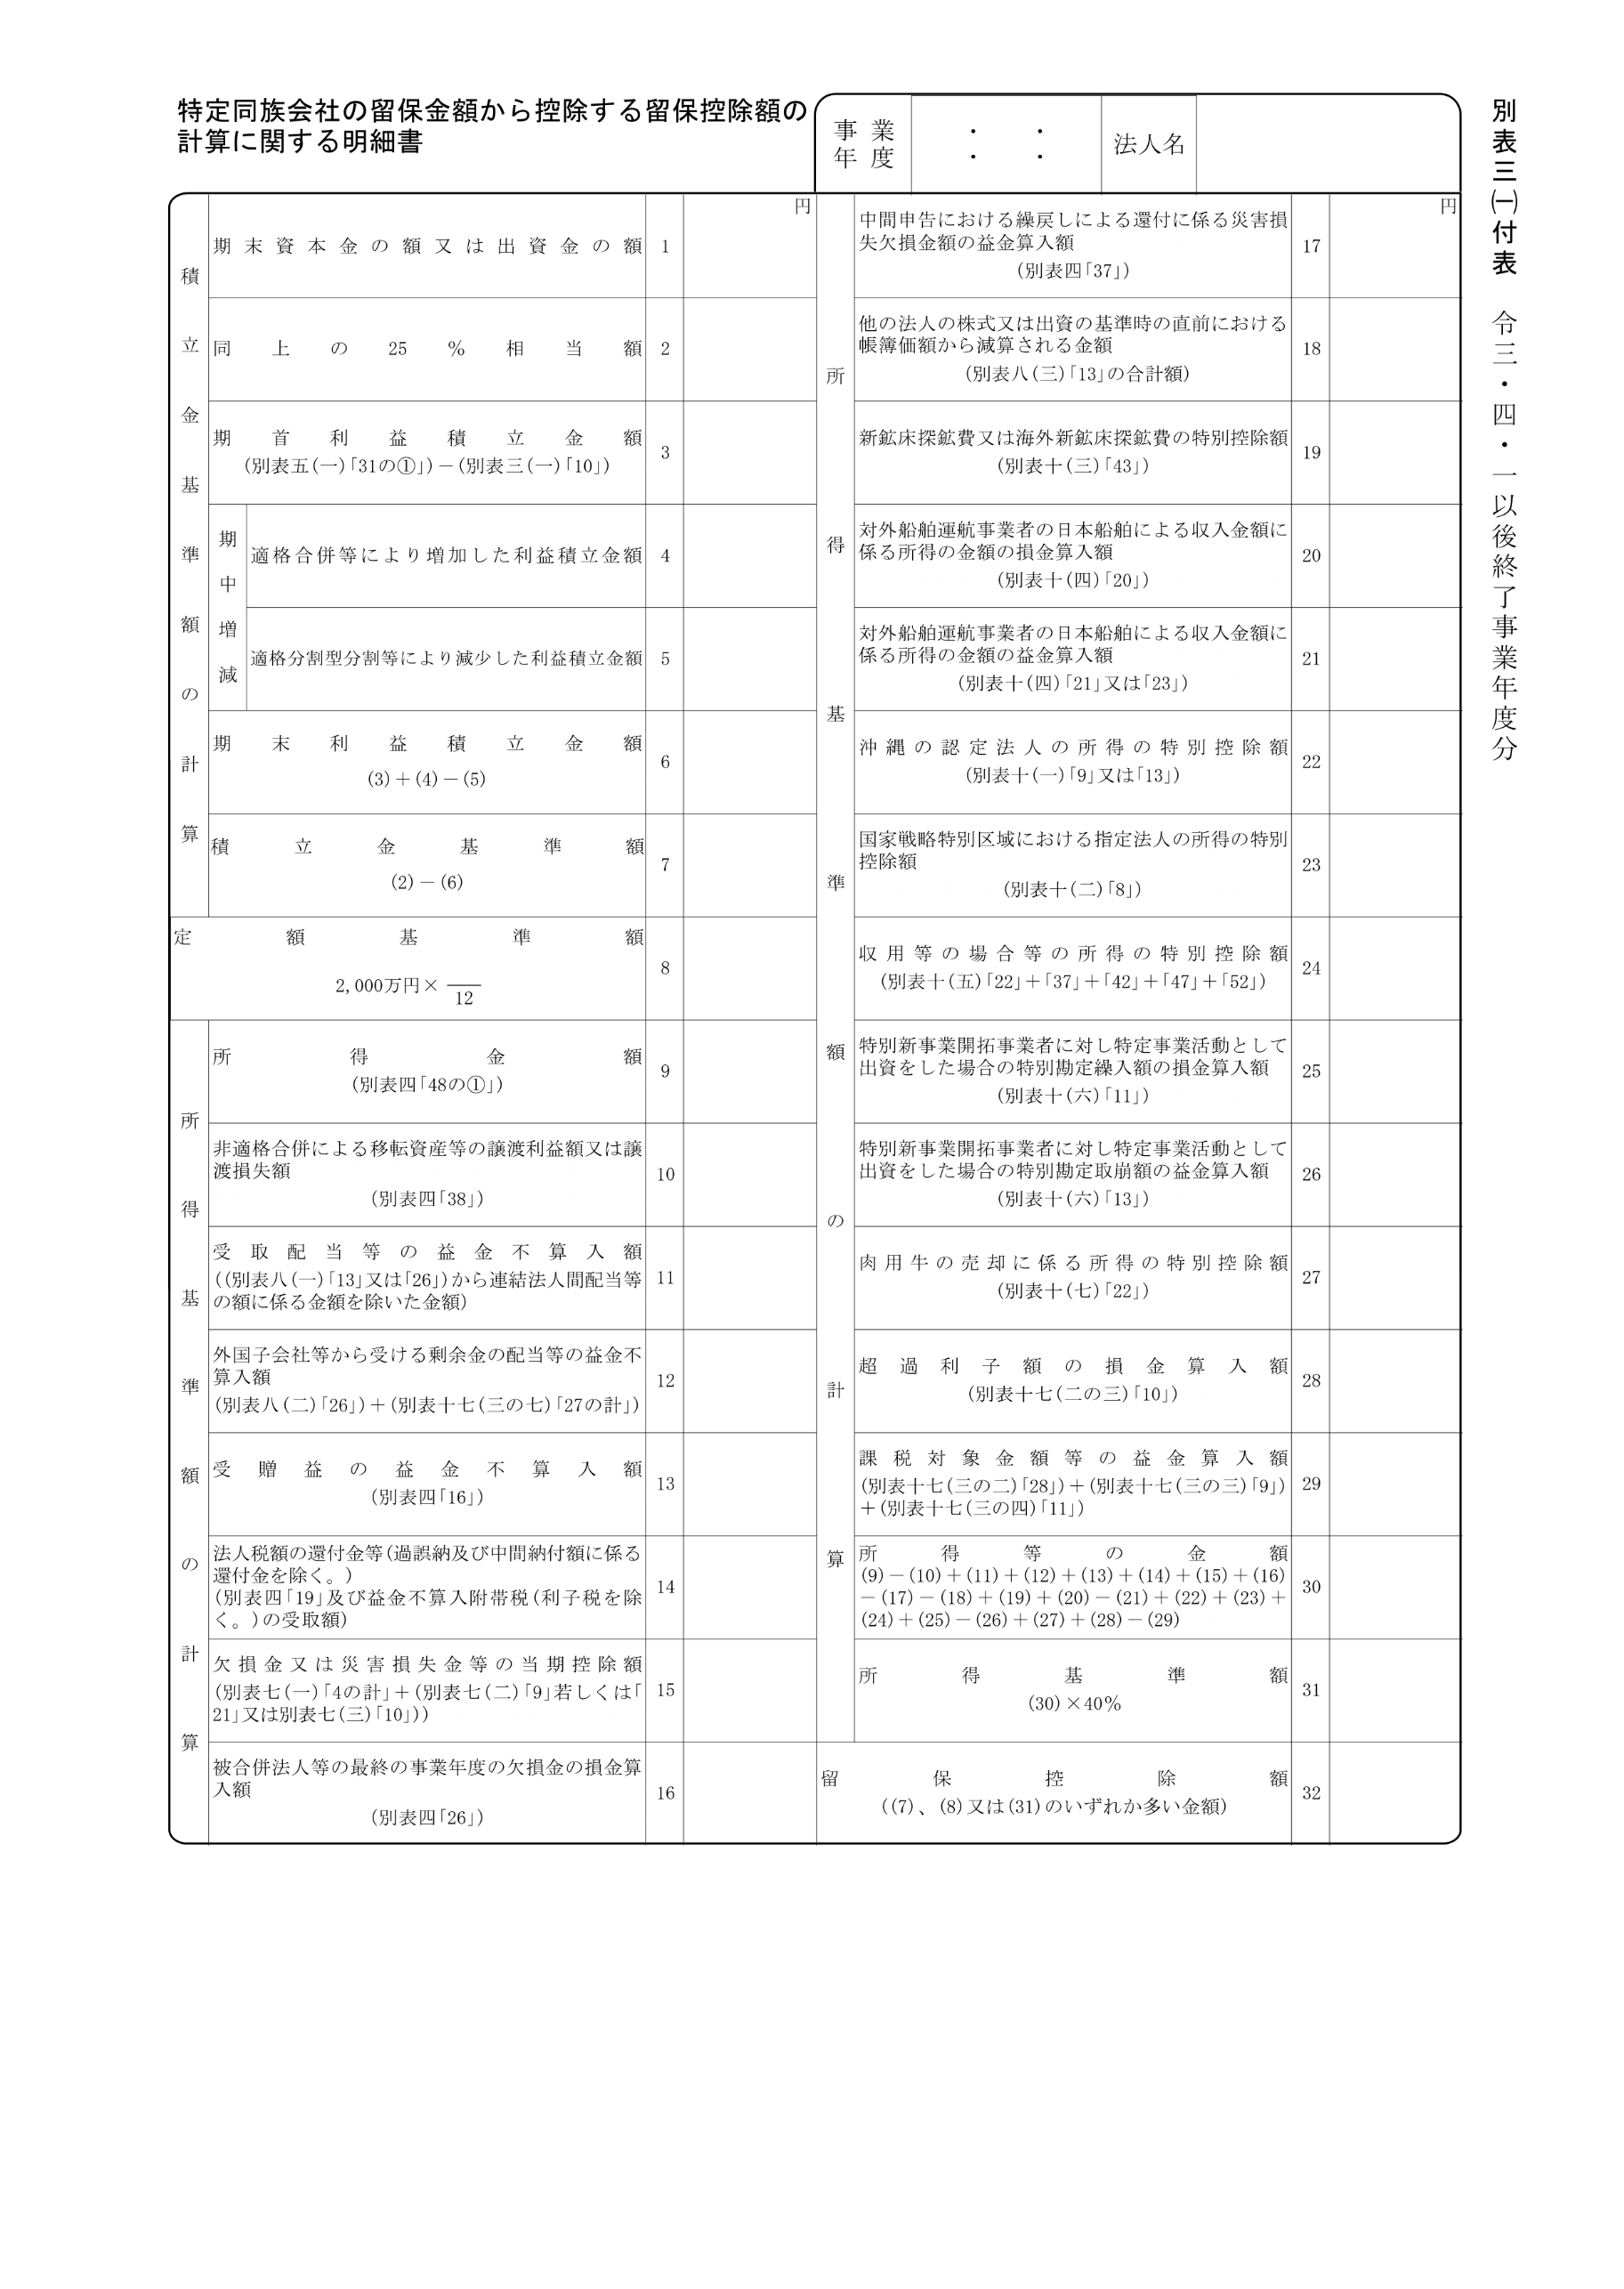 特定同族会社の留保金額から控除する留保控除額の
計算に関する明細書
事業
年度
・ ・
・ ・
法人名
別表三(一)付表 令三・四・一以後終了事業年度分
積立金基準額の計算
円
期末資本金の額又は出資金の額 1
同上の25%相当額 2
期首利益積立金額
(別表五(一)「31の①」)－(別表三(一)「10」)
3
期中増減
適格合併等により増加した利益積立金額 4
適格分割型分割等により減少した利益積立金額 5
期末利益積立金額
(3)＋(4)－(5)
6
積立金基準額
(2)－(6)
7
定額基準額
2,000万円×
12
8
所得基準額の計算
所得金額
(別表四「48の①」)
9
非適格合併による移転資産等の譲渡利益額又は譲
渡損失額
(別表四「38」)
10
受取配当等の益金不算入額
((別表八(一)「13」又は「26」)から連結法人間配当等
の額に係る金額を除いた金額)
11
外国子会社等から受ける剰余金の配当等の益金不
算入額
(別表八(二)「26」)＋(別表十七(三の七)「27の計」)
12
受贈益の益金不算入額
(別表四「16」)
13
法人税額の還付金等(過誤納及び中間納付額に係る
還付金を除く。)
(別表四「19」及び益金不算入附帯税(利子税を除
く。)の受取額)
14
欠損金又は災害損失金等の当期控除額
(別表七(一)「4の計」＋(別表七(二)「9」若しくは「
21」又は別表七(三)「10」))
15
被合併法人等の最終の事業年度の欠損金の損金算
入額
(別表四「26」)
16
所得基準額の計算
円
中間申告における繰戻しによる還付に係る災害損
失欠損金額の益金算入額
(別表四「37」)
17
他の法人の株式又は出資の基準時の直前における
帳簿価額から減算される金額
(別表八(三)「13」の合計額)
18
新鉱床探鉱費又は海外新鉱床探鉱費の特別控除額
(別表十(三)「43」)
19
対外船舶運航事業者の日本船舶による収入金額に
係る所得の金額の損金算入額
(別表十(四)「20」)
20
対外船舶運航事業者の日本船舶による収入金額に
係る所得の金額の益金算入額
(別表十(四)「21」又は「23」)
21
沖縄の認定法人の所得の特別控除額
(別表十(一)「9」又は「13」)
22
国家戦略特別区域における指定法人の所得の特別
控除額
(別表十(二)「8」)
23
収用等の場合等の所得の特別控除額
(別表十(五)「22」＋「37」＋「42」＋「47」＋「52」)
24
特別新事業開拓事業者に対し特定事業活動として
出資をした場合の特別勘定繰入額の損金算入額
(別表十(六)「11」)
25
特別新事業開拓事業者に対し特定事業活動として
出資をした場合の特別勘定取崩額の益金算入額
(別表十(六)「13」)
26
肉用牛の売却に係る所得の特別控除額
(別表十(七)「22」)
27
超過利子額の損金算入額
(別表十七(二の三)「10」)
28
課税対象金額等の益金算入額
(別表十七(三の二)「28」)＋(別表十七(三の三)「9」)
＋(別表十七(三の四)「11」)
29
所得等の金額
(9)－(10)＋(11)＋(12)＋(13)＋(14)＋(15)＋(16)
－(17)－(18)＋(19)＋(20)－(21)＋(22)＋(23)＋
(24)＋(25)－(26)＋(27)＋(28)－(29)
30
所得基準額
(30)×40%
31
留保控除額
((7)、(8)又は(31)のいずれか多い金額)
32